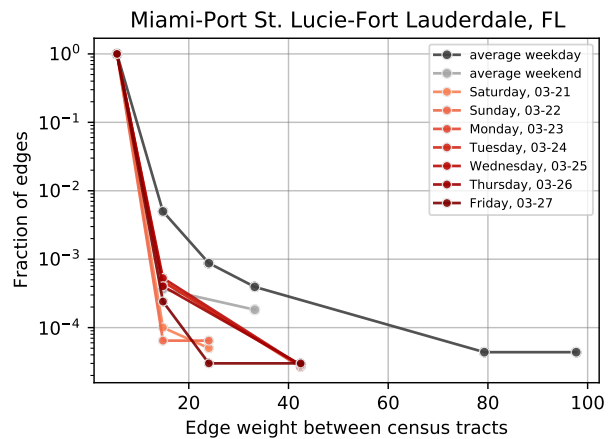 Miami-Port St. Lucie-Fort Lauderdale, FL
average weekday
average weekend
Saturday, 03-21
Sunday, 03-22
Monday, 03-23
Tuesday, 03-24
Wednesday, 03-25
Thursday, 03-26
Friday, 03-27
Fraction of edges
10⁰
10⁻¹
10⁻²
10⁻³
10⁻⁴
20 40 60 80 100
Edge weight between census tracts